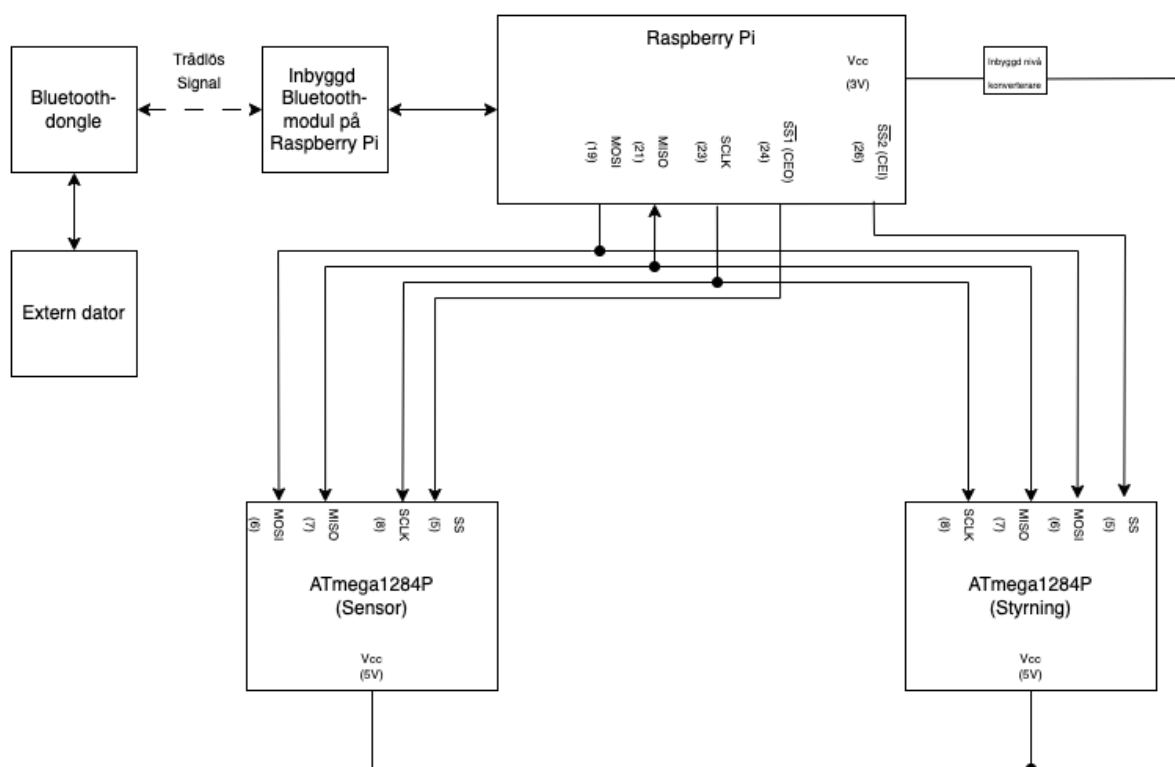 Raspberry Pi
Vcc
(3V)
Inbyggd nivå
konverterare
Trådlös
Signal
Bluetooth-
dongle
Inbyggd
Bluetooth-
modul på
Raspberry Pi
MOSI
(19)
MISO
(21)
SCLK
(23)
SS1 (CEO)
(24)
SS2 (CEI)
(26)
Extern dator
MOSI
(6)
MISO
(7)
SCLK
(8)
SS
(5)
ATmega1284P
(Sensor)
Vcc
(5V)
SCLK
(8)
MISO
(7)
MOSI
(6)
SS
(5)
ATmega1284P
(Styrning)
Vcc
(5V)